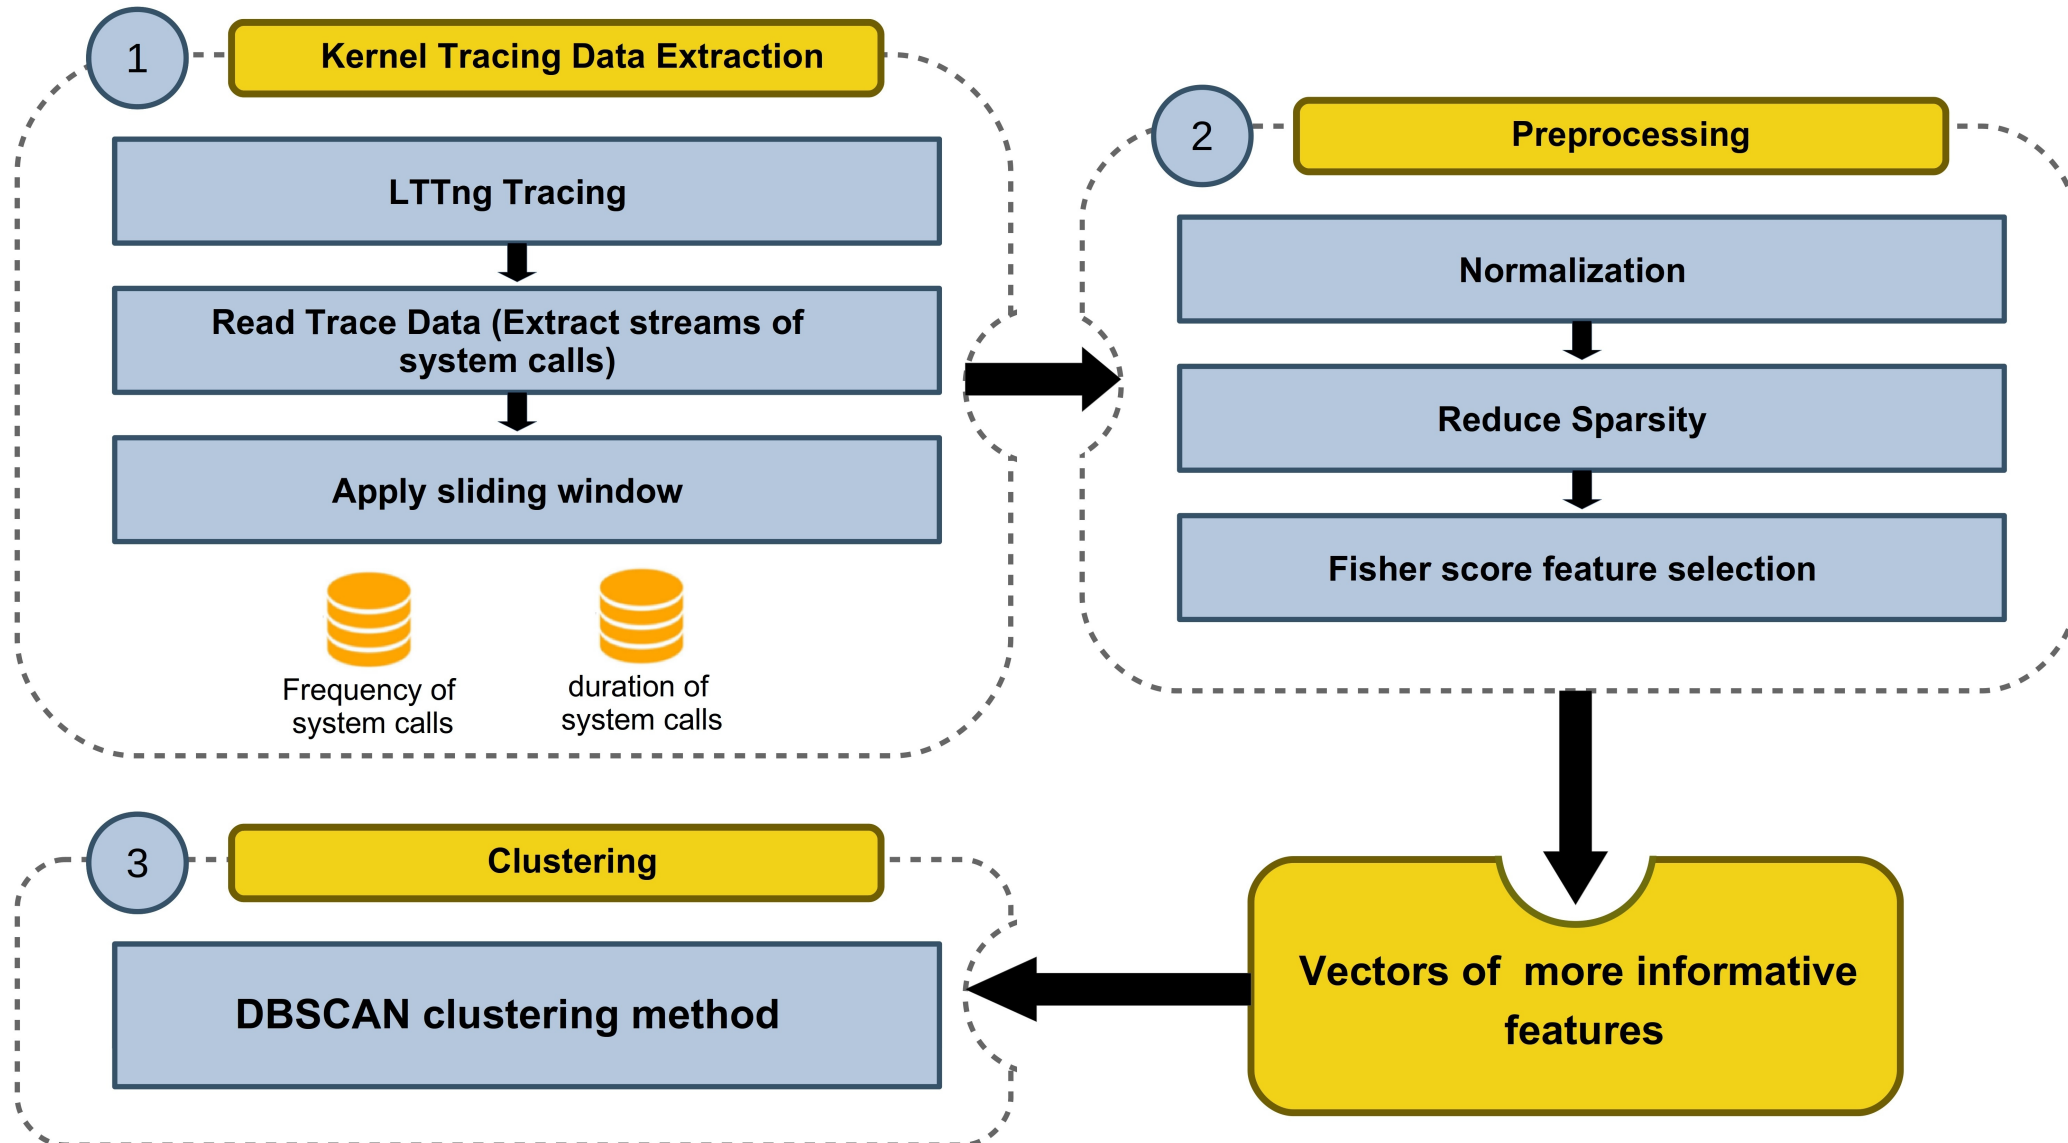 1
Kernel Tracing Data Extraction
LTTng Tracing
Read Trace Data (Extract streams of
system calls)
Apply sliding window
Frequency of
system calls
duration of
system calls
2
Preprocessing
Normalization
Reduce Sparsity
Fisher score feature selection
Vectors of  more informative
features
3
Clustering
DBSCAN clustering method